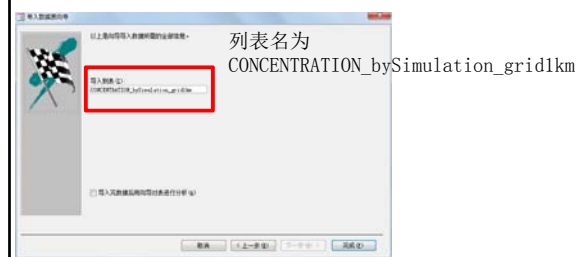 导入数据表向导
以上是向导导入数据所需的全部信息。
列表名为
CONCENTRATION_bySimulation_grid1km
导入到表(I):
CONCENTRATION_bySimulation_grid1km
导入完数据后用向导对表进行分析(A)
取消
<上一步(B)
下一步(N)>
完成(F)